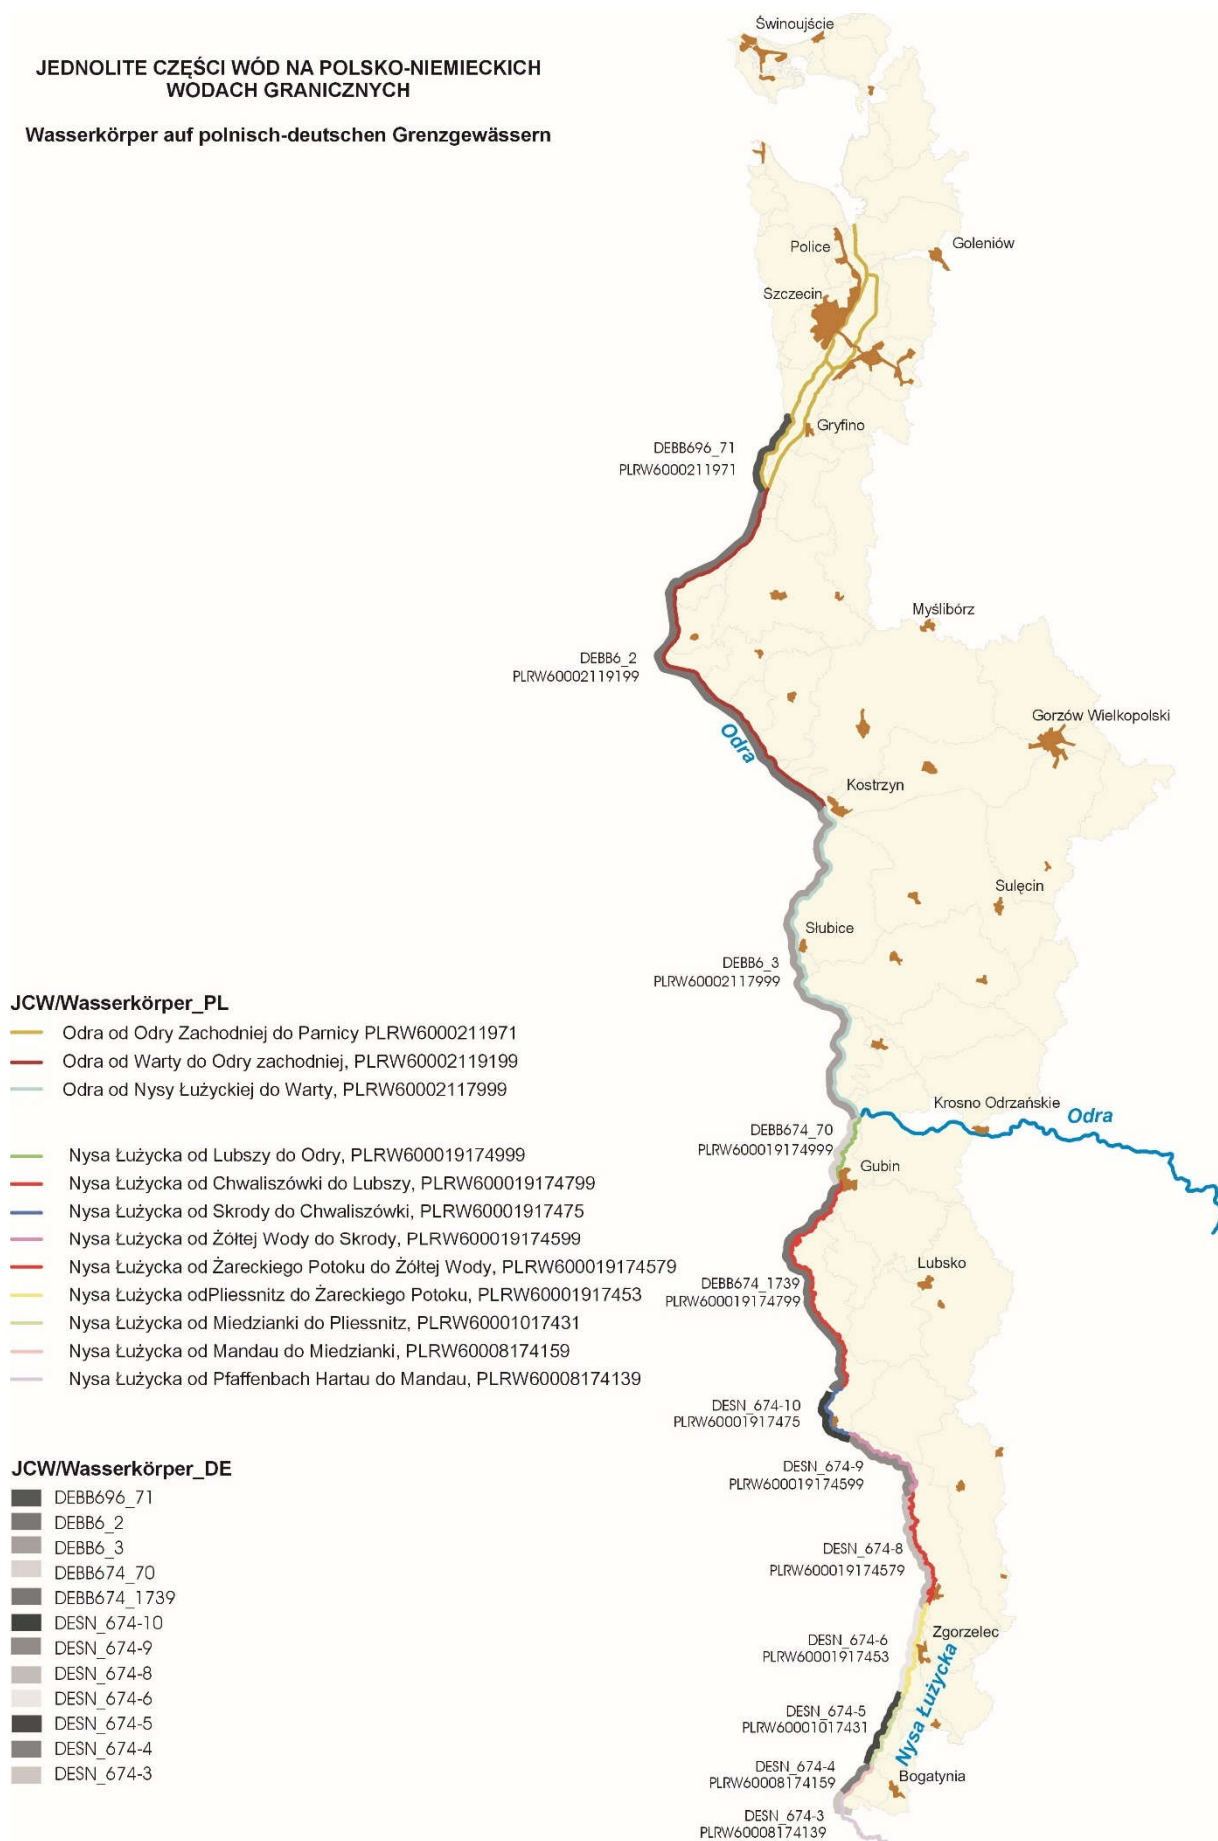 JEDNOLITE CZĘŚCI WÓD NA POLSKO-NIEMIECKICH
WODACH GRANICZNYCH
Wasserkörper auf polnisch-deutschen Grenzgewässern
Świnoujście
Police
Goleniów
Szczecin
Gryfino
DEBB696_71
PLRW6000211971
Myślibórz
DEBB6_2
PLRW60002119199
Gorzów Wielkopolski
Odra
Kostrzyn
Sulęcin
Słubice
DEBB6_3
PLRW60002117999
JCW/Wasserkörper_PL
Odra od Odry Zachodniej do Parnicy PLRW6000211971
Odra od Warty do Odry zachodniej, PLRW60002119199
Odra od Nysy Łużyckiej do Warty, PLRW60002117999
Krosno Odrzańskie
Odra
DEBB674_70
PLRW600019174999
Gubin
Nysa Łużycka od Lubszy do Odry, PLRW600019174999
Nysa Łużycka od Chwaliszówki do Lubszy, PLRW600019174799
Nysa Łużycka od Skrody do Chwaliszówki, PLRW60001917475
Nysa Łużycka od Żółtej Wody do Skrody, PLRW600019174599
Nysa Łużycka od Żareckiego Potoku do Żółtej Wody, PLRW600019174579
Nysa Łużycka odPliessnitz do Żareckiego Potoku, PLRW60001917453
Nysa Łużycka od Miedzianki do Pliessnitz, PLRW60001017431
Nysa Łużycka od Mandau do Miedzianki, PLRW60008174159
Nysa Łużycka od Pfaffenbach Hartau do Mandau, PLRW60008174139
Lubsko
DEBB674_1739
PLRW600019174799
DESN_674-10
PLRW60001917475
DESN_674-9
PLRW600019174599
JCW/Wasserkörper_DE
DEBB696_71
DEBB6_2
DEBB6_3
DEBB674_70
DEBB674_1739
DESN_674-10
DESN_674-9
DESN_674-8
DESN_674-6
DESN_674-5
DESN_674-4
DESN_674-3
DESN_674-8
PLRW600019174579
Zgorzelec
DESN_674-6
PLRW60001917453
Nysa Łużycka
DESN_674-5
PLRW60001017431
DESN_674-4
PLRW60008174159
Bogatynia
DESN_674-3
PLRW60008174139